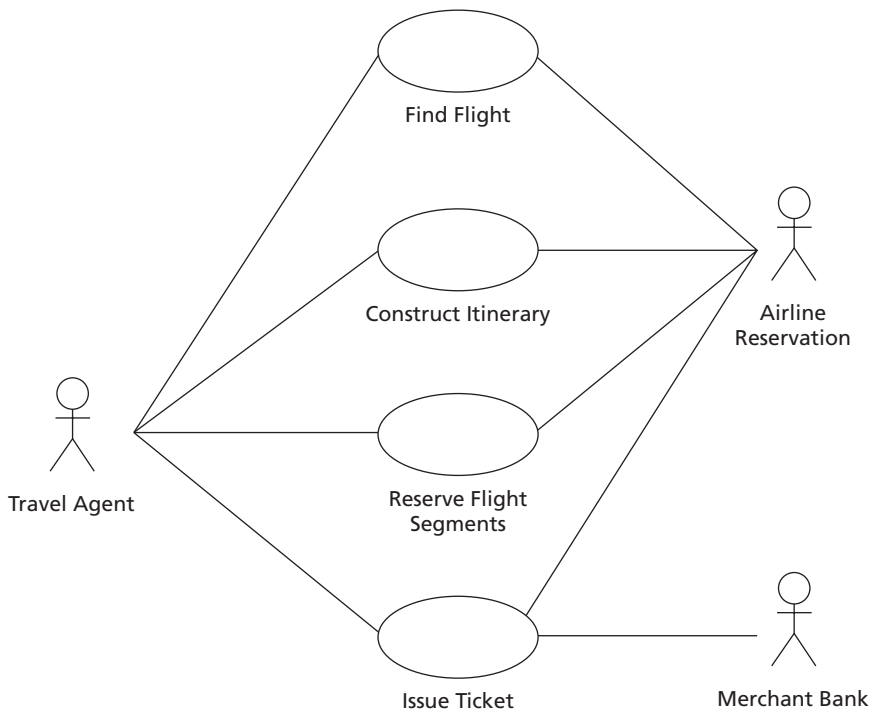 Find Flight
Construct Itinerary
Airline
Reservation
Travel Agent
Reserve Flight
Segments
Issue Ticket
Merchant Bank